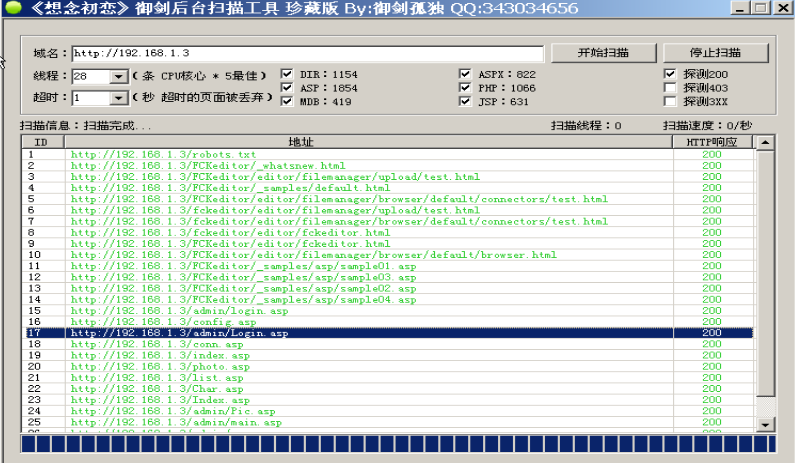 《想念初恋》御剑后台扫描工具 珍藏版 By:御剑孤独 QQ:343034656
域名：http://192.168.1.3 开始扫描 停止扫描
线程：28 （条 CPU核心 * 5最佳） DIR：1154 ASPX：822 探测200
ASP：1854 PHP：1066 探测403
超时：1 （秒 超时的页面被丢弃） MDB：419 JSP：631 探测3XX
扫描信息：扫描完成... 扫描线程：0 扫描速度：0/秒
ID 地址 HTTP响应
1 http://192.168.1.3/robots.txt 200
2 http://192.168.1.3/FCKeditor/_whatsnew.html 200
3 http://192.168.1.3/FCKeditor/editor/filemanager/upload/test.html 200
4 http://192.168.1.3/FCKeditor/_samples/default.html 200
5 http://192.168.1.3/FCKeditor/editor/filemanager/browser/default/connectors/test.html 200
6 http://192.168.1.3/fckeditor/editor/filemanager/upload/test.html 200
7 http://192.168.1.3/fckeditor/editor/filemanager/browser/default/connectors/test.html 200
8 http://192.168.1.3/fckeditor/editor/fckeditor.html 200
9 http://192.168.1.3/FCKeditor/editor/fckeditor.html 200
10 http://192.168.1.3/FCKeditor/editor/filemanager/browser/default/browser.html 200
11 http://192.168.1.3/FCKeditor/_samples/asp/sample01.asp 200
12 http://192.168.1.3/FCKeditor/_samples/asp/sample03.asp 200
13 http://192.168.1.3/FCKeditor/_samples/asp/sample02.asp 200
14 http://192.168.1.3/FCKeditor/_samples/asp/sample04.asp 200
15 http://192.168.1.3/admin/login.asp 200
16 http://192.168.1.3/config.asp 200
17 http://192.168.1.3/admin/Login.asp 200
18 http://192.168.1.3/conn.asp 200
19 http://192.168.1.3/index.asp 200
20 http://192.168.1.3/photo.asp 200
21 http://192.168.1.3/list.asp 200
22 http://192.168.1.3/Char.asp 200
23 http://192.168.1.3/Index.asp 200
24 http://192.168.1.3/admin/Pic.asp 200
25 http://192.168.1.3/admin/main.asp 200